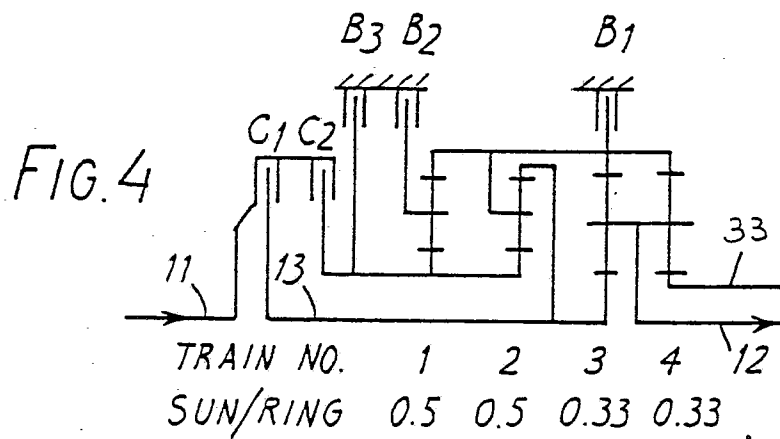 B3 B2 B1
C1 C2
FIG. 4
11 13 33
12
TRAIN NO. 1 2 3 4
SUN/RING 0.5 0.5 0.33 0.33